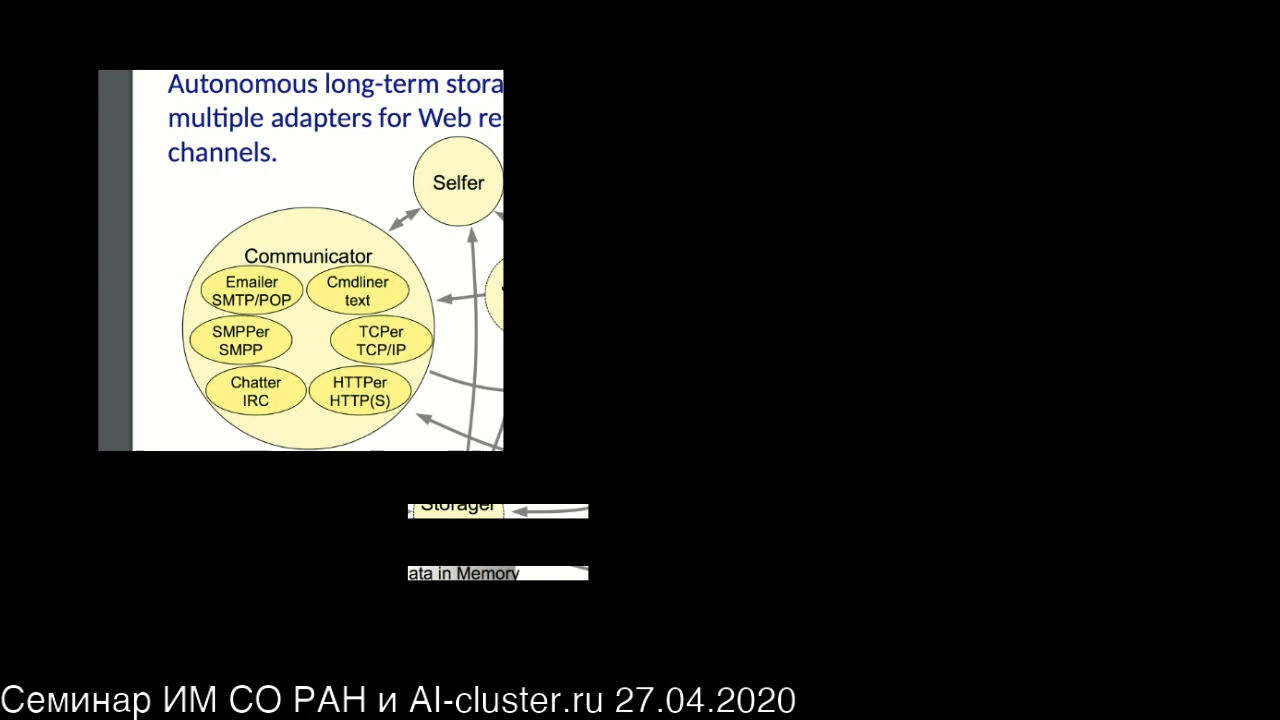 Autonomous long-term stora
multiple adapters for Web re
channels.
Selfer
Communicator
Emailer
SMTP/POP
Cmdliner
text
SMPPer
SMPP
TCPer
TCP/IP
Chatter
IRC
HTTPer
HTTP(S)
Storager
ata in Memory
Семинар ИМ СО РАН и AI-cluster.ru 27.04.2020